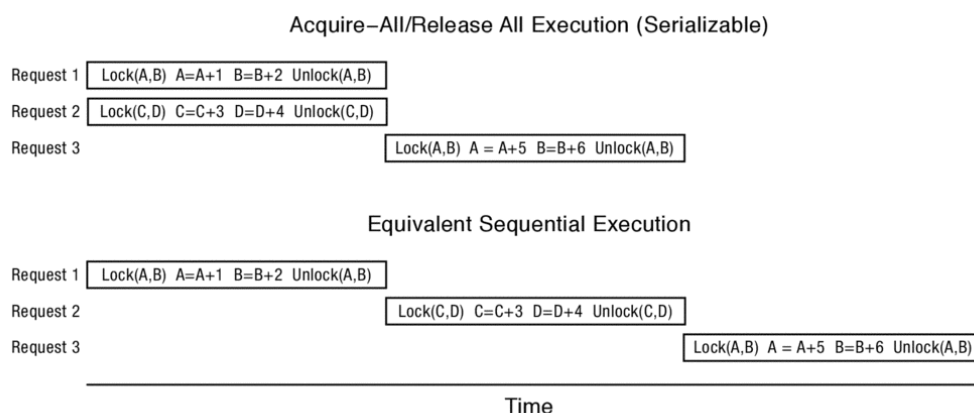 Acquire–All/Release All Execution (Serializable)
Request 1 Lock(A,B) A=A+1 B=B+2 Unlock(A,B)
Request 2 Lock(C,D) C=C+3 D=D+4 Unlock(C,D)
Request 3 Lock(A,B) A = A+5 B=B+6 Unlock(A,B)
Equivalent Sequential Execution
Request 1 Lock(A,B) A=A+1 B=B+2 Unlock(A,B)
Request 2 Lock(C,D) C=C+3 D=D+4 Unlock(C,D)
Request 3 Lock(A,B) A = A+5 B=B+6 Unlock(A,B)
Time